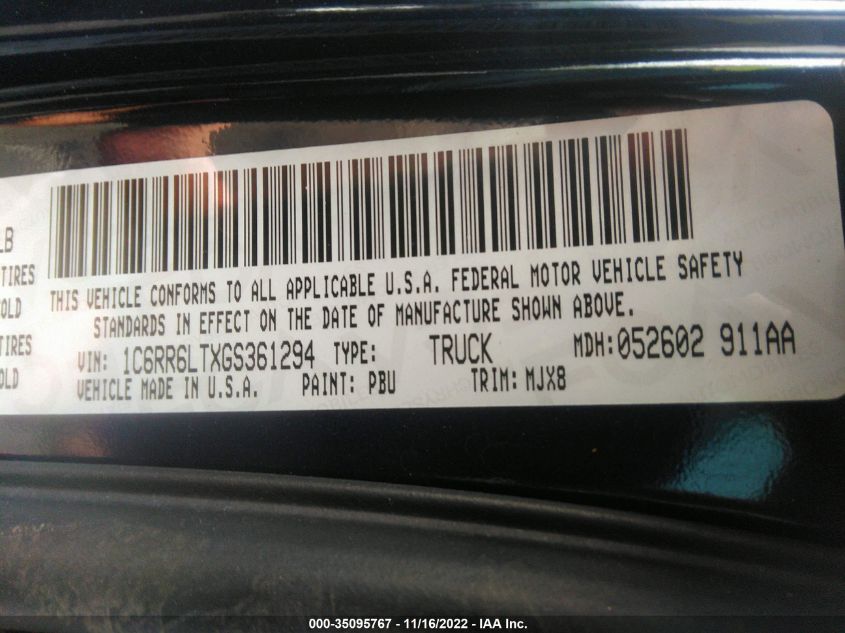 LB
TIRES
OLD
TIRES
OLD
THIS VEHICLE CONFORMS TO ALL APPLICABLE U.S.A. FEDERAL MOTOR VEHICLE SAFETY
STANDARDS IN EFFECT ON THE DATE OF MANUFACTURE SHOWN ABOVE.
VIN: 1C6RR6LTXGS361294 TYPE: TRUCK MDH:052602 911AA
VEHICLE MADE IN U.S.A. PAINT: PBU TRIM: MJX8
000-35095767 - 11/16/2022 - IAA Inc.